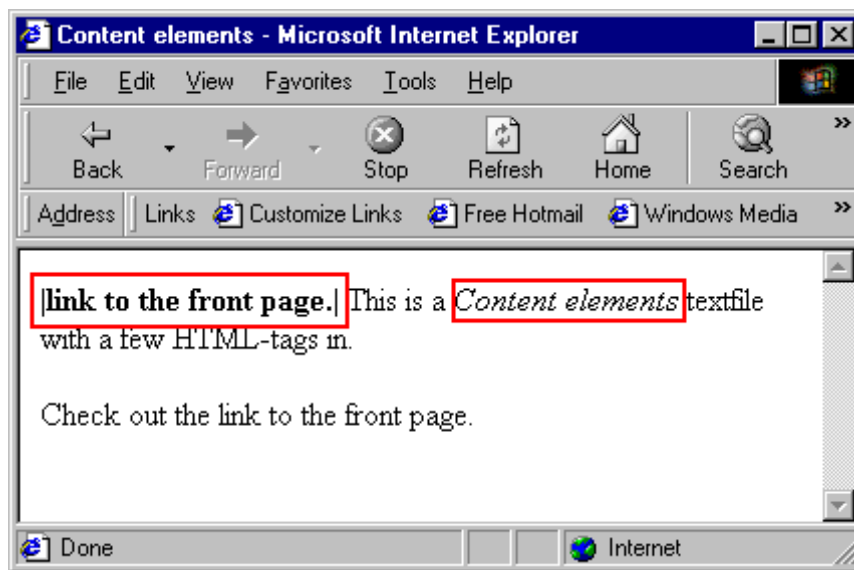 Content elements - Microsoft Internet Explorer
File Edit View Favorites Tools Help
Back Forward Stop Refresh Home Search »
Address Links Customize Links Free Hotmail Windows Media »
|link to the front page.| This is a Content elements textfile
with a few HTML-tags in.
Check out the link to the front page.
Done Internet